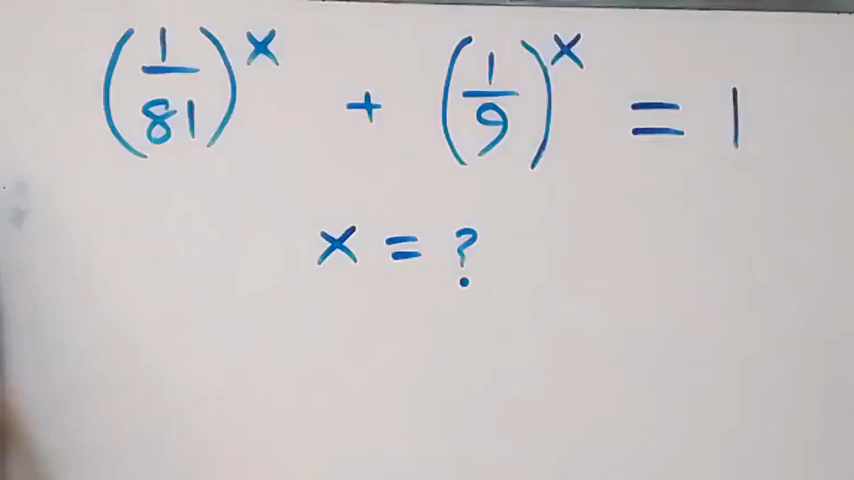 (1/81)^x + (1/9)^x = 1
x = ?